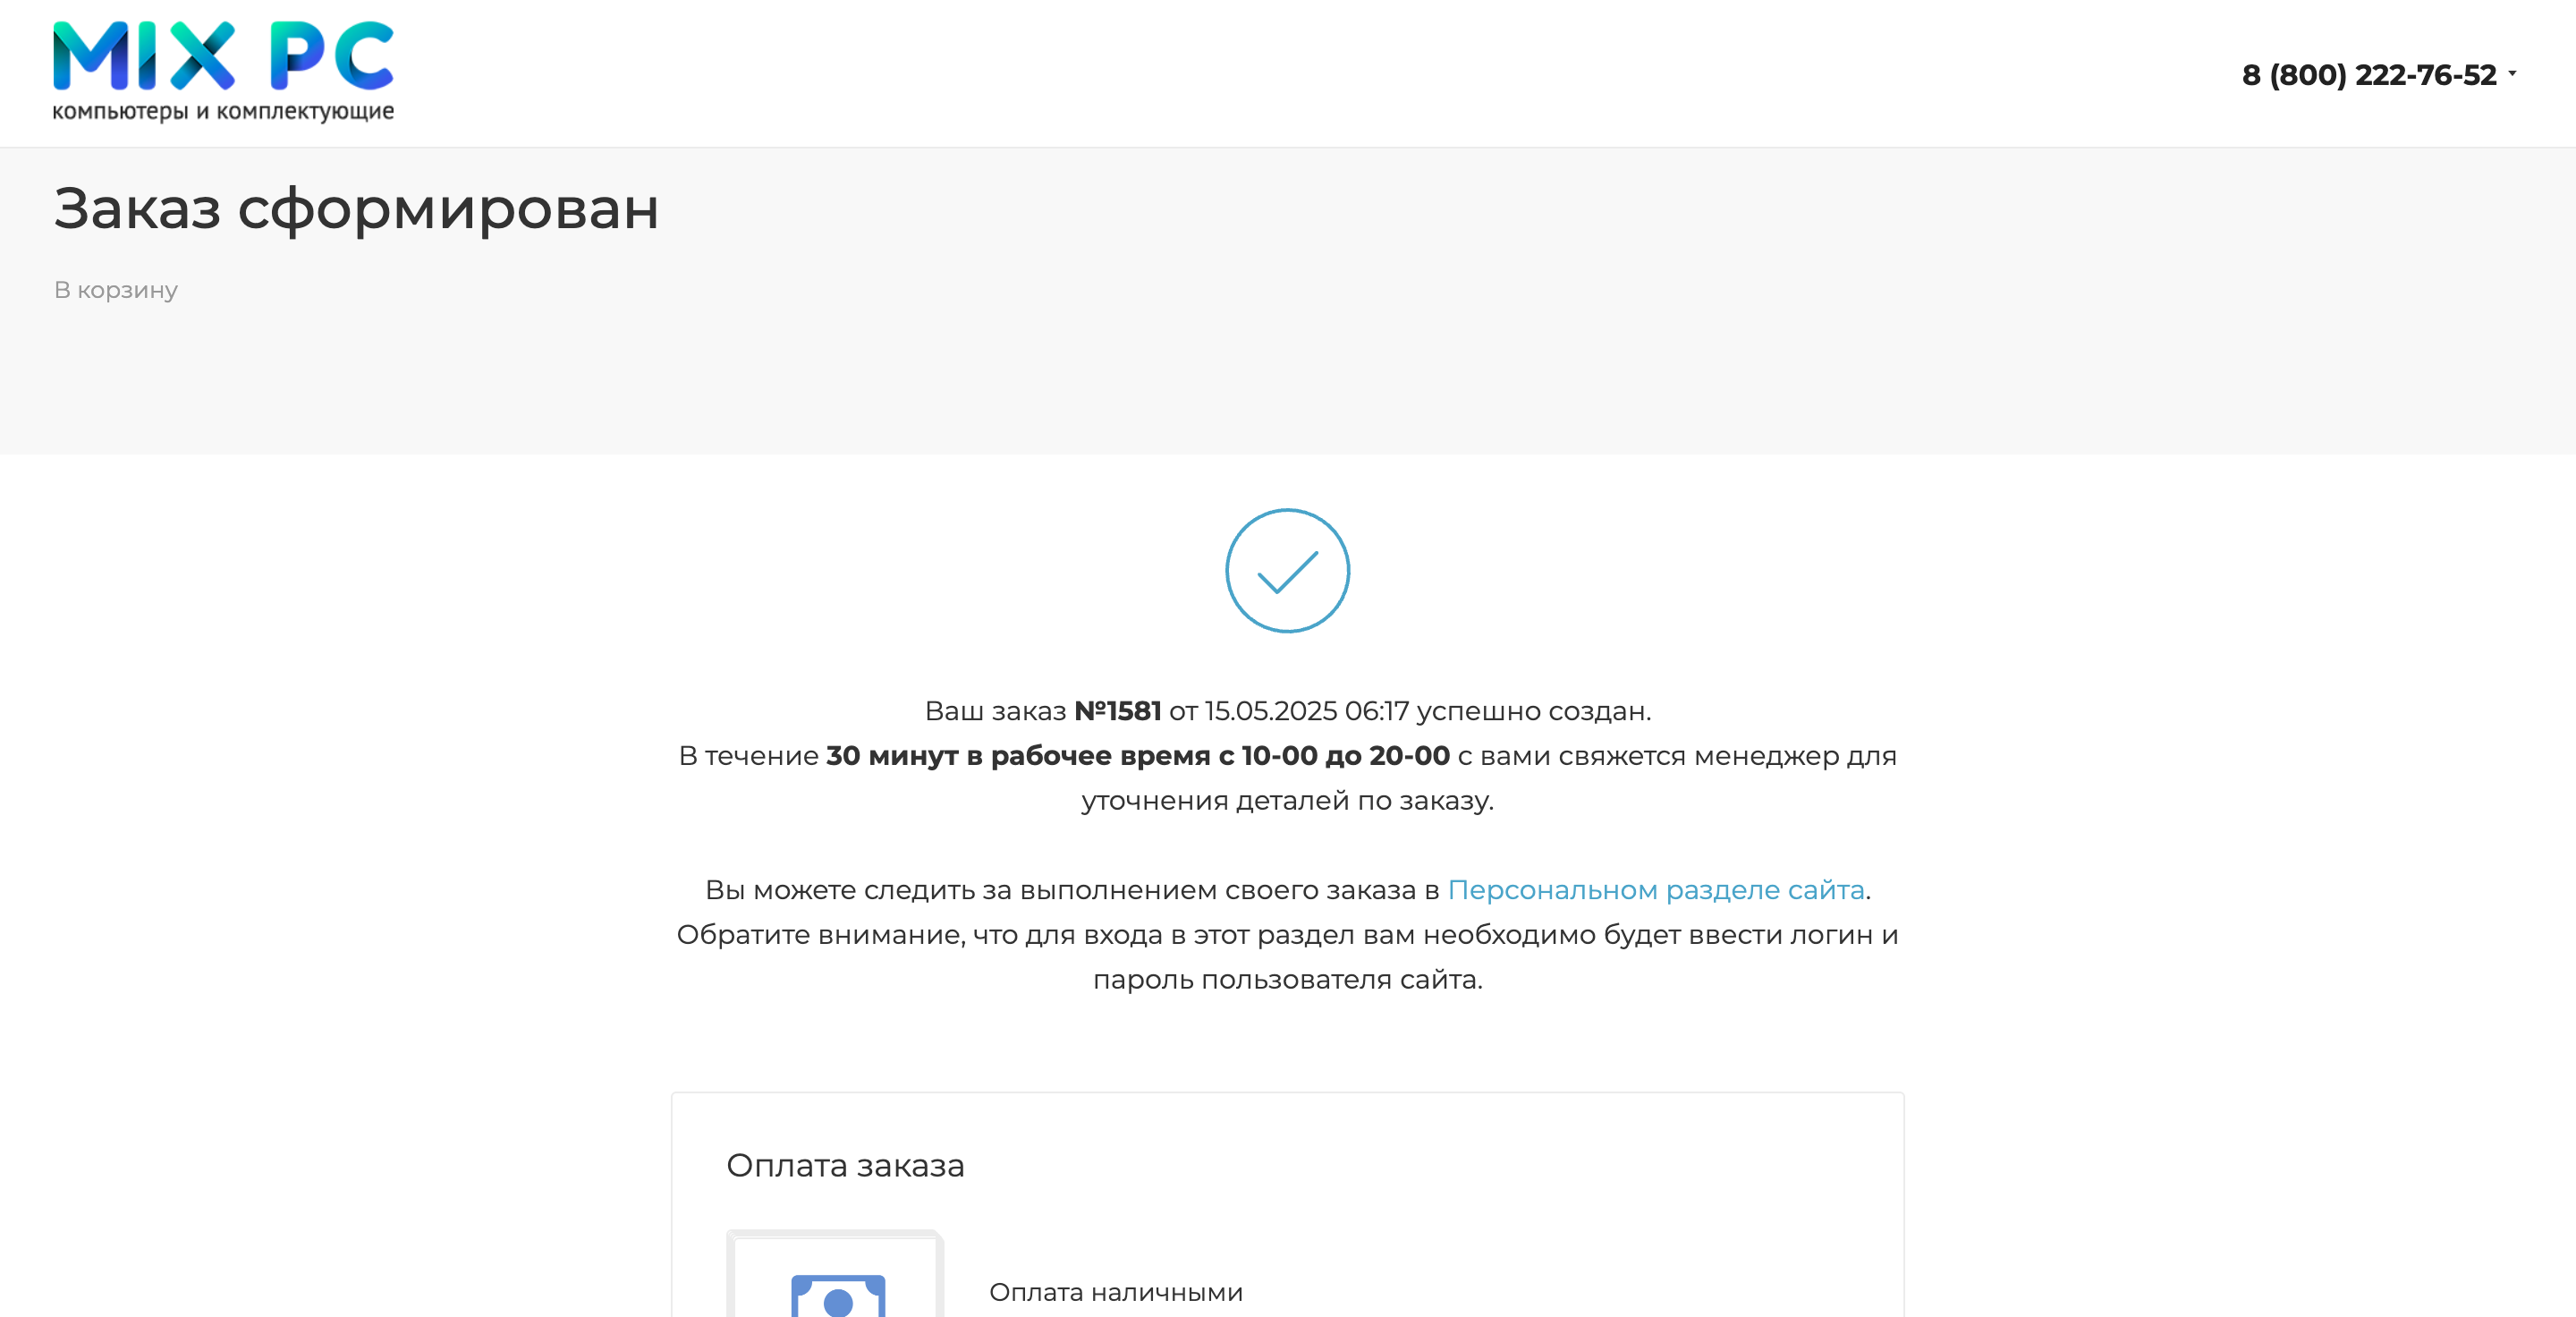 MIX PC
компьютеры и комплектующие
8 (800) 222-76-52
Заказ сформирован
В корзину
Ваш заказ №1581 от 15.05.2025 06:17 успешно создан.
В течение 30 минут в рабочее время с 10-00 до 20-00 с вами свяжется менеджер для
уточнения деталей по заказу.
Вы можете следить за выполнением своего заказа в Персональном разделе сайта.
Обратите внимание, что для входа в этот раздел вам необходимо будет ввести логин и
пароль пользователя сайта.
Оплата заказа
Оплата наличными